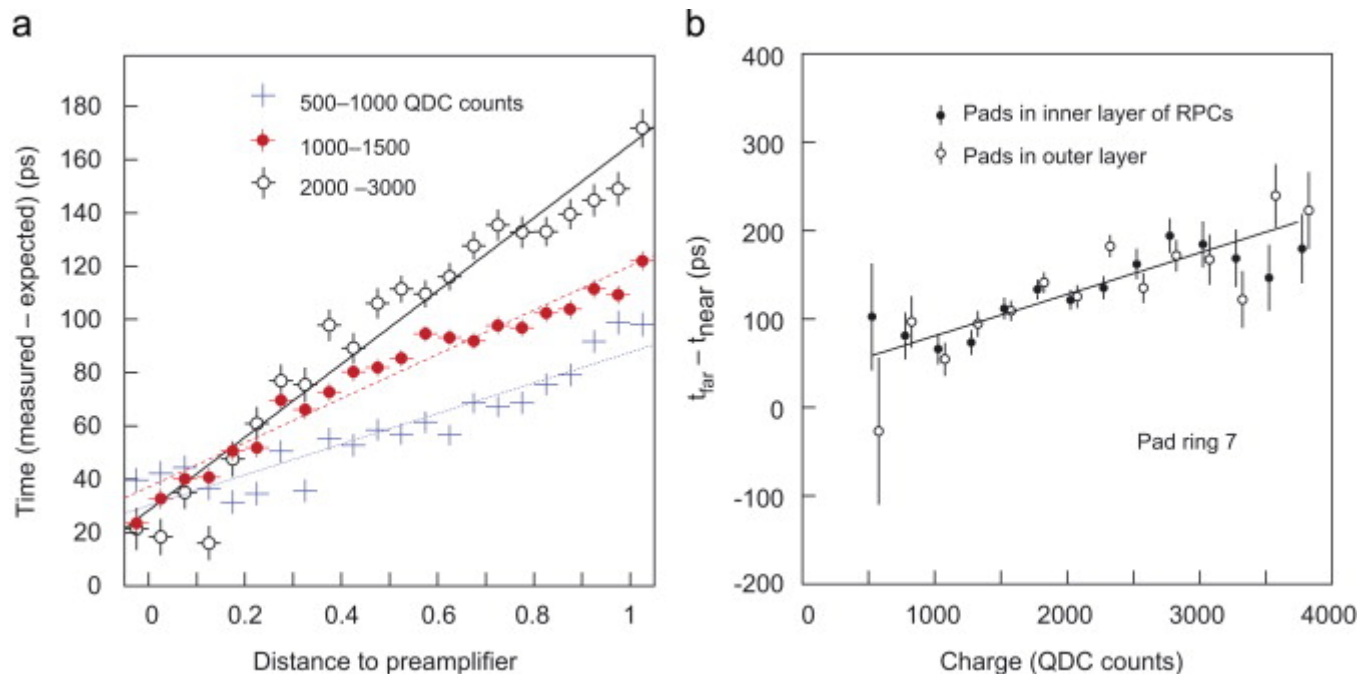 a
Time (measured – expected) (ps)
180
160
140
120
100
80
60
40
20
0
500–1000 QDC counts
1000–1500
2000 –3000
0 0.2 0.4 0.6 0.8 1
Distance to preamplifier
b
tfar – tnear (ps)
400
300
200
100
0
-100
-200
Pads in inner layer of RPCs
Pads in outer layer
Pad ring 7
0 1000 2000 3000 4000
Charge (QDC counts)